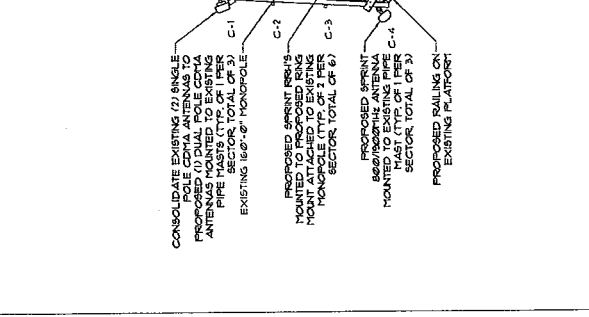 CONSOLIDATE EXISTING (2) SINGLE
POLE CDMA ANTENNAS TO
PROPOSED (1) DUAL POLE CDMA
ANTENNAS MOUNTED TO EXISTING
PIPE MASTS (TYP. OF 1 PER
SECTOR, TOTAL OF 3)
C-1
EXISTING 160'-0" MONOPOLE
C-2
PROPOSED SPRINT RRH'S
MOUNTED TO PROPOSED RING
MOUNT ATTACHED TO EXISTING
MONOPOLE (TYP. OF 2 PER
SECTOR, TOTAL OF 6)
C-3
PROPOSED SPRINT
800/1900MHz ANTENNA
MOUNTED TO EXISTING PIPE
MAST (TYP. OF 1 PER
SECTOR, TOTAL OF 3)
C-4
PROPOSED RAILING ON
EXISTING PLATFORM